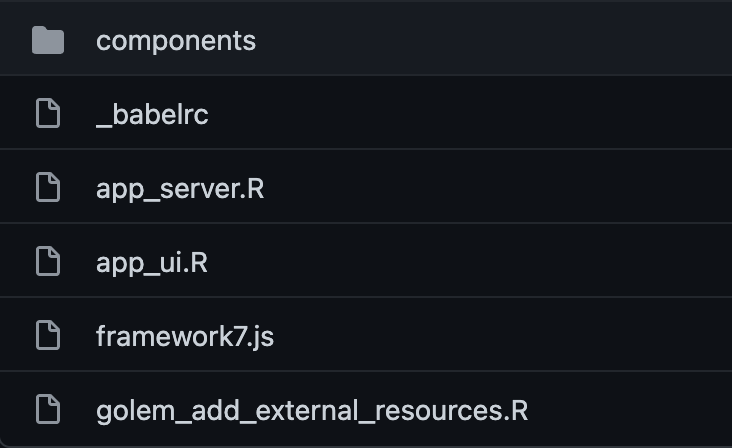 components
_babelrc
app_server.R
app_ui.R
framework7.js
golem_add_external_resources.R